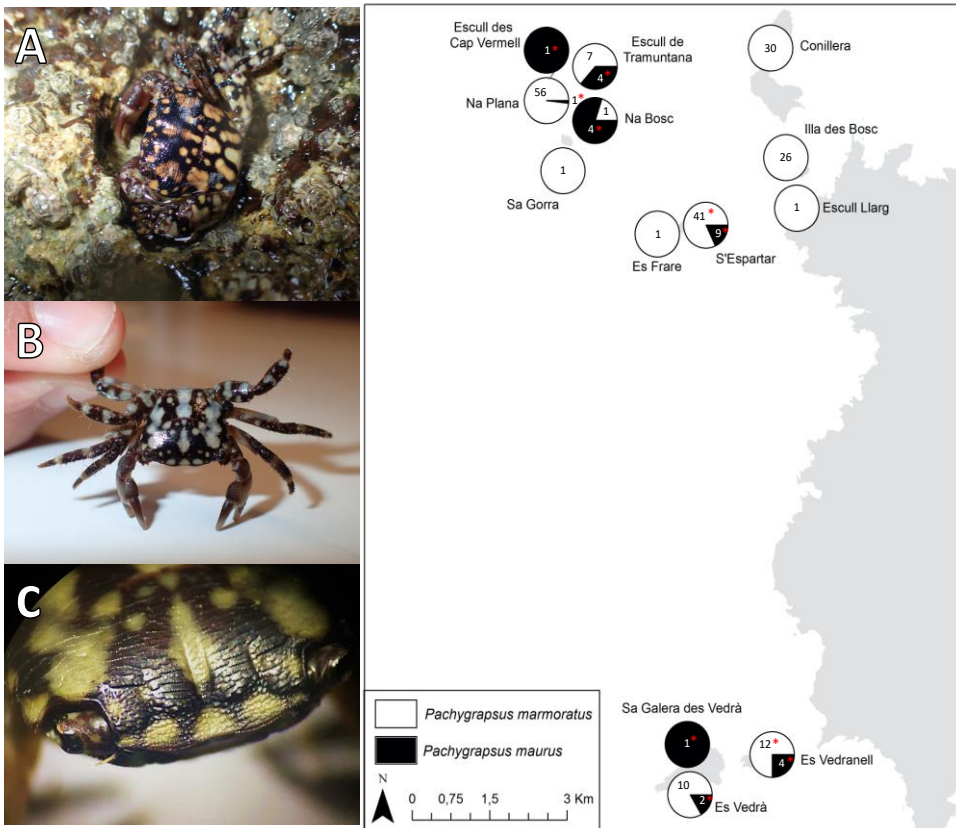 A
B
C
Escull des
Cap Vermell
1*
Escull de
Tramuntana
7
4*
Na Plana
56
1*
Na Bosc
1
4*
Sa Gorra
1
Conillera
30
Illa des Bosc
26
Escull Llarg
1
Es Frare
1
S'Espartar
41*
9*
Sa Galera des Vedrà
1*
Es Vedranell
12*
4*
Es Vedrà
10
2*
Pachygrapsus marmoratus
Pachygrapsus maurus
N
0 0,75 1,5 3 Km